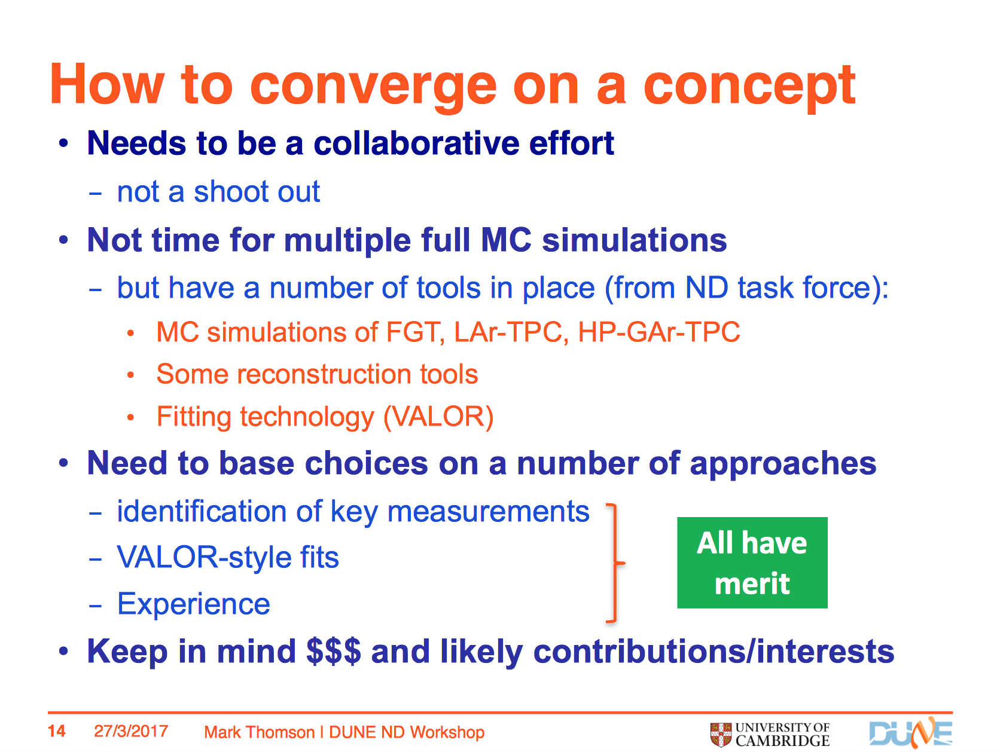 How to converge on a concept
• Needs to be a collaborative effort
– not a shoot out
• Not time for multiple full MC simulations
– but have a number of tools in place (from ND task force):
• MC simulations of FGT, LAr-TPC, HP-GAr-TPC
• Some reconstruction tools
• Fitting technology (VALOR)
• Need to base choices on a number of approaches
– identification of key measurements
– VALOR-style fits
– Experience
All have
merit
• Keep in mind $$$ and likely contributions/interests
14 27/3/2017 Mark Thomson | DUNE ND Workshop
UNIVERSITY OF
CAMBRIDGE
DUNE